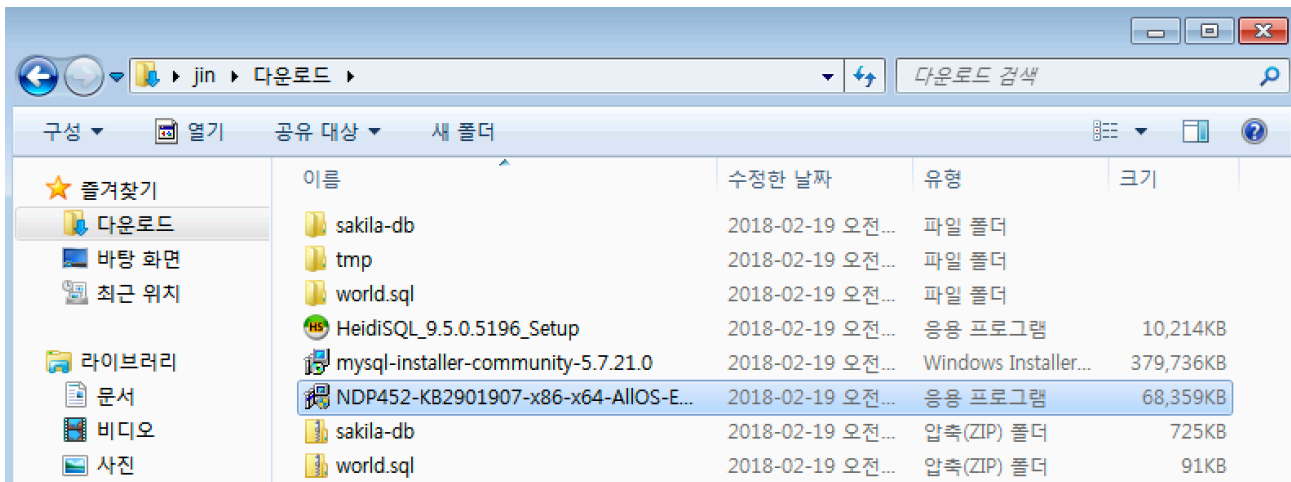 jin 다운로드 다운로드 검색
구성 열기 공유 대상 새 폴더
이름 수정한 날짜 유형 크기
즐겨찾기
다운로드
바탕 화면
최근 위치
라이브러리
문서
비디오
사진
sakila-db 2018-02-19 오전... 파일 폴더
tmp 2018-02-19 오전... 파일 폴더
world.sql 2018-02-19 오전... 파일 폴더
HeidiSQL_9.5.0.5196_Setup 2018-02-19 오전... 응용 프로그램 10,214KB
mysql-installer-community-5.7.21.0 2018-02-19 오전... Windows Installer... 379,736KB
NDP452-KB2901907-x86-x64-AllOS-E... 2018-02-19 오전... 응용 프로그램 68,359KB
sakila-db 2018-02-19 오전... 압축(ZIP) 폴더 725KB
world.sql 2018-02-19 오전... 압축(ZIP) 폴더 91KB